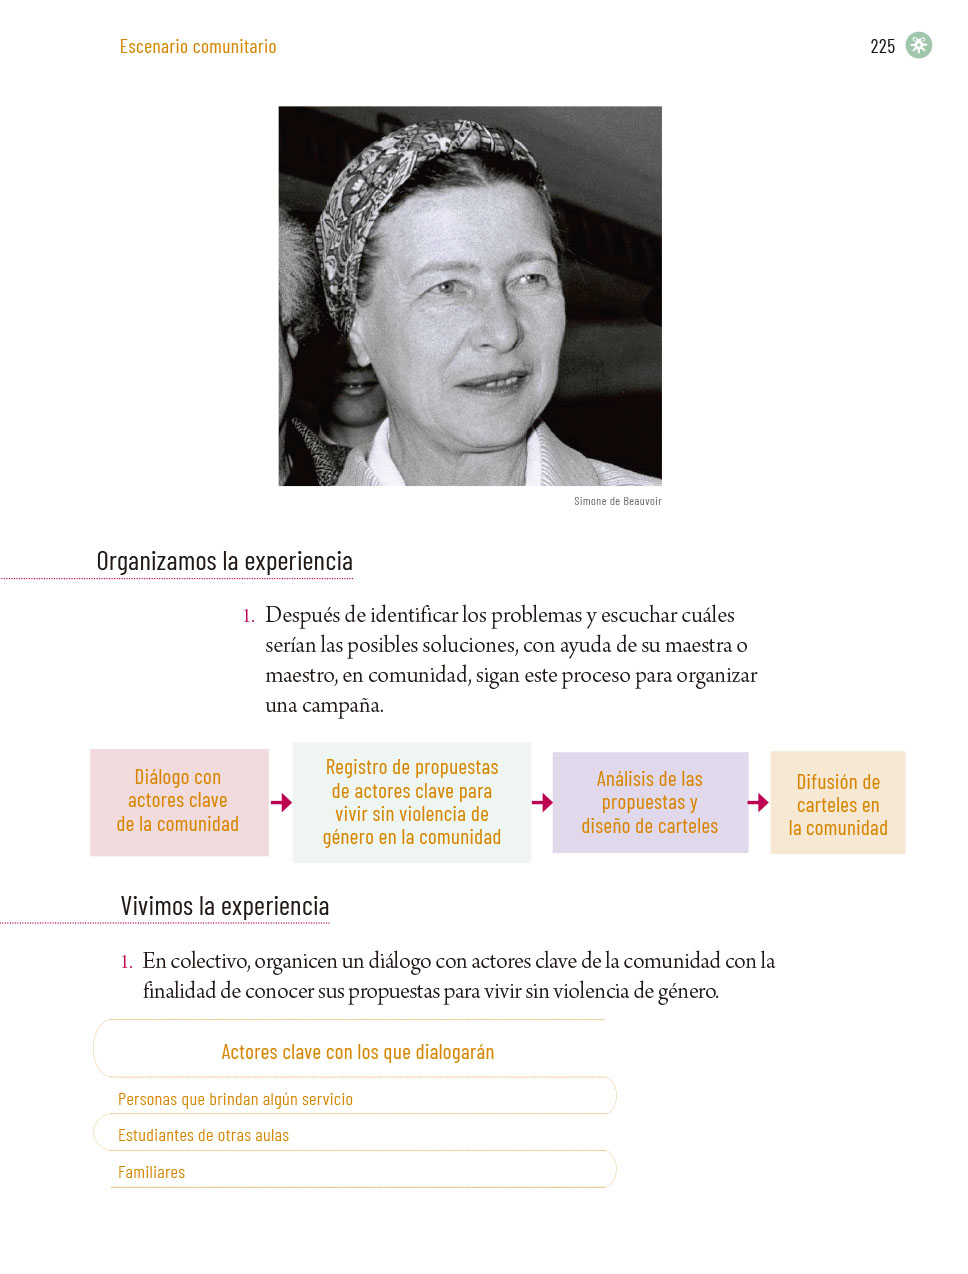 Escenario comunitario
225
Simone de Beauvoir
Organizamos la experiencia
1. Después de identificar los problemas y escuchar cuáles
serían las posibles soluciones, con ayuda de su maestra o
maestro, en comunidad, sigan este proceso para organizar
una campaña.
Diálogo con
actores clave
de la comunidad
Registro de propuestas
de actores clave para
vivir sin violencia de
género en la comunidad
Análisis de las
propuestas y
diseño de carteles
Difusión de
carteles en
la comunidad
Vivimos la experiencia
1. En colectivo, organicen un diálogo con actores clave de la comunidad con la
finalidad de conocer sus propuestas para vivir sin violencia de género.
Actores clave con los que dialogarán
Personas que brindan algún servicio
Estudiantes de otras aulas
Familiares